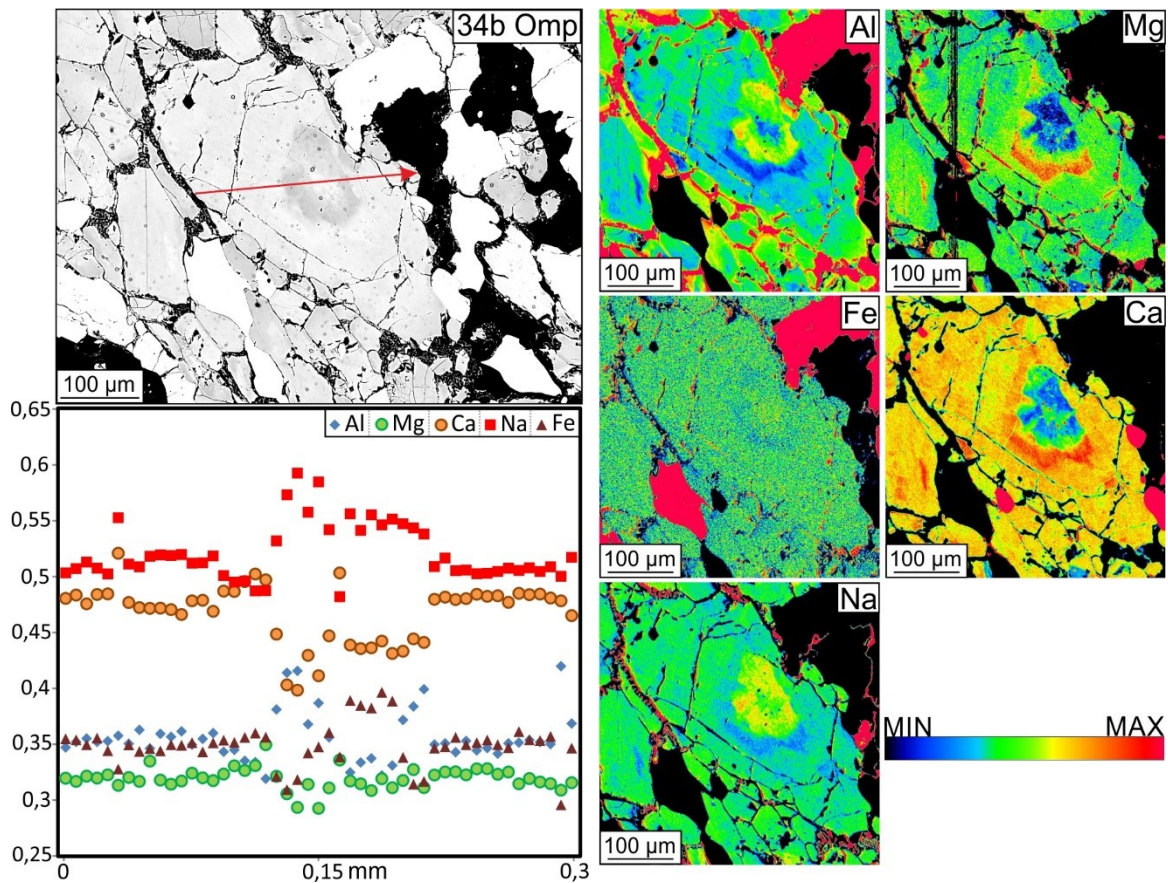 34b Omp
100 µm
Al
100 µm
Mg
100 µm
Fe
100 µm
Ca
100 µm
Na
100 µm
MIN MAX
Al Mg Ca Na Fe
0,65
0,6
0,55
0,5
0,45
0,4
0,35
0,3
0,25
0 0,15 mm 0,3